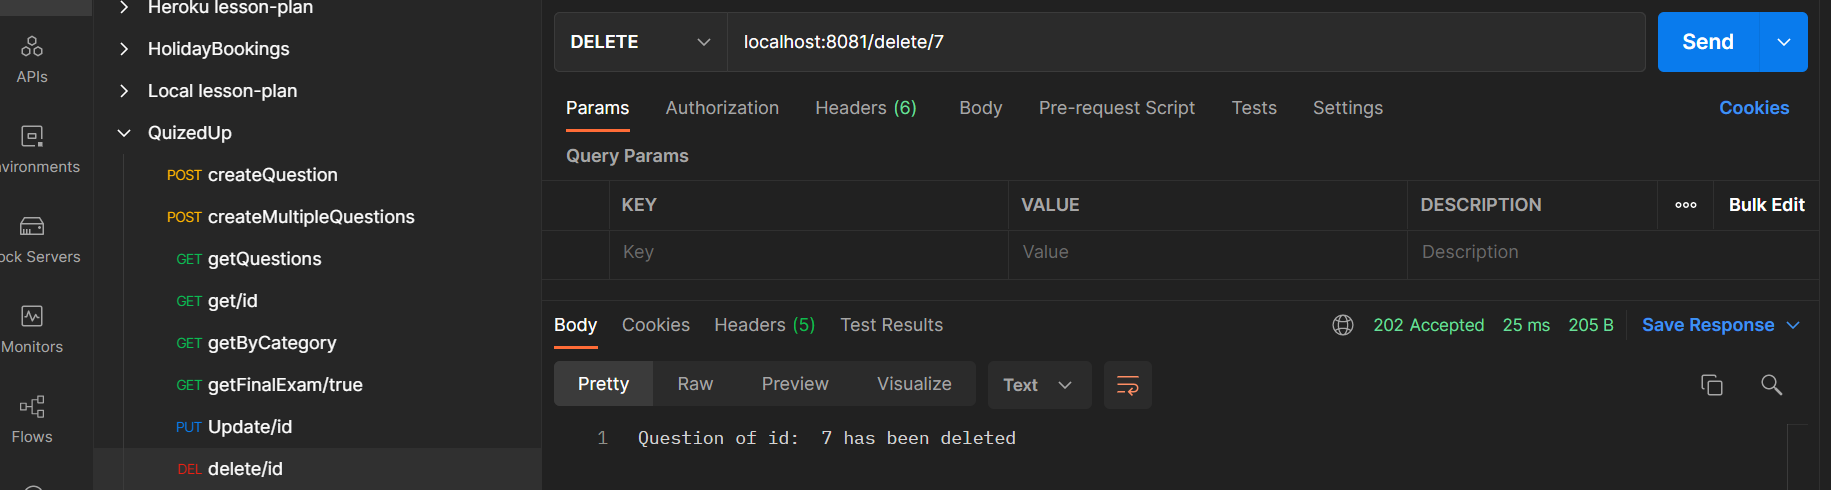 Heroku lesson-plan
HolidayBookings
APIs
Local lesson-plan
QuizedUp
vironments
POST createQuestion
POST createMultipleQuestions
ock Servers
GET getQuestions
GET get/id
Monitors
GET getByCategory
GET getFinalExam/true
Flows
PUT Update/id
DEL delete/id
DELETE localhost:8081/delete/7 Send
Params Authorization Headers (6) Body Pre-request Script Tests Settings Cookies
Query Params
KEY VALUE DESCRIPTION ooo Bulk Edit
Key Value Description
Body Cookies Headers (5) Test Results 202 Accepted 25 ms 205 B Save Response
Pretty Raw Preview Visualize Text
1 Question of id:  7 has been deleted